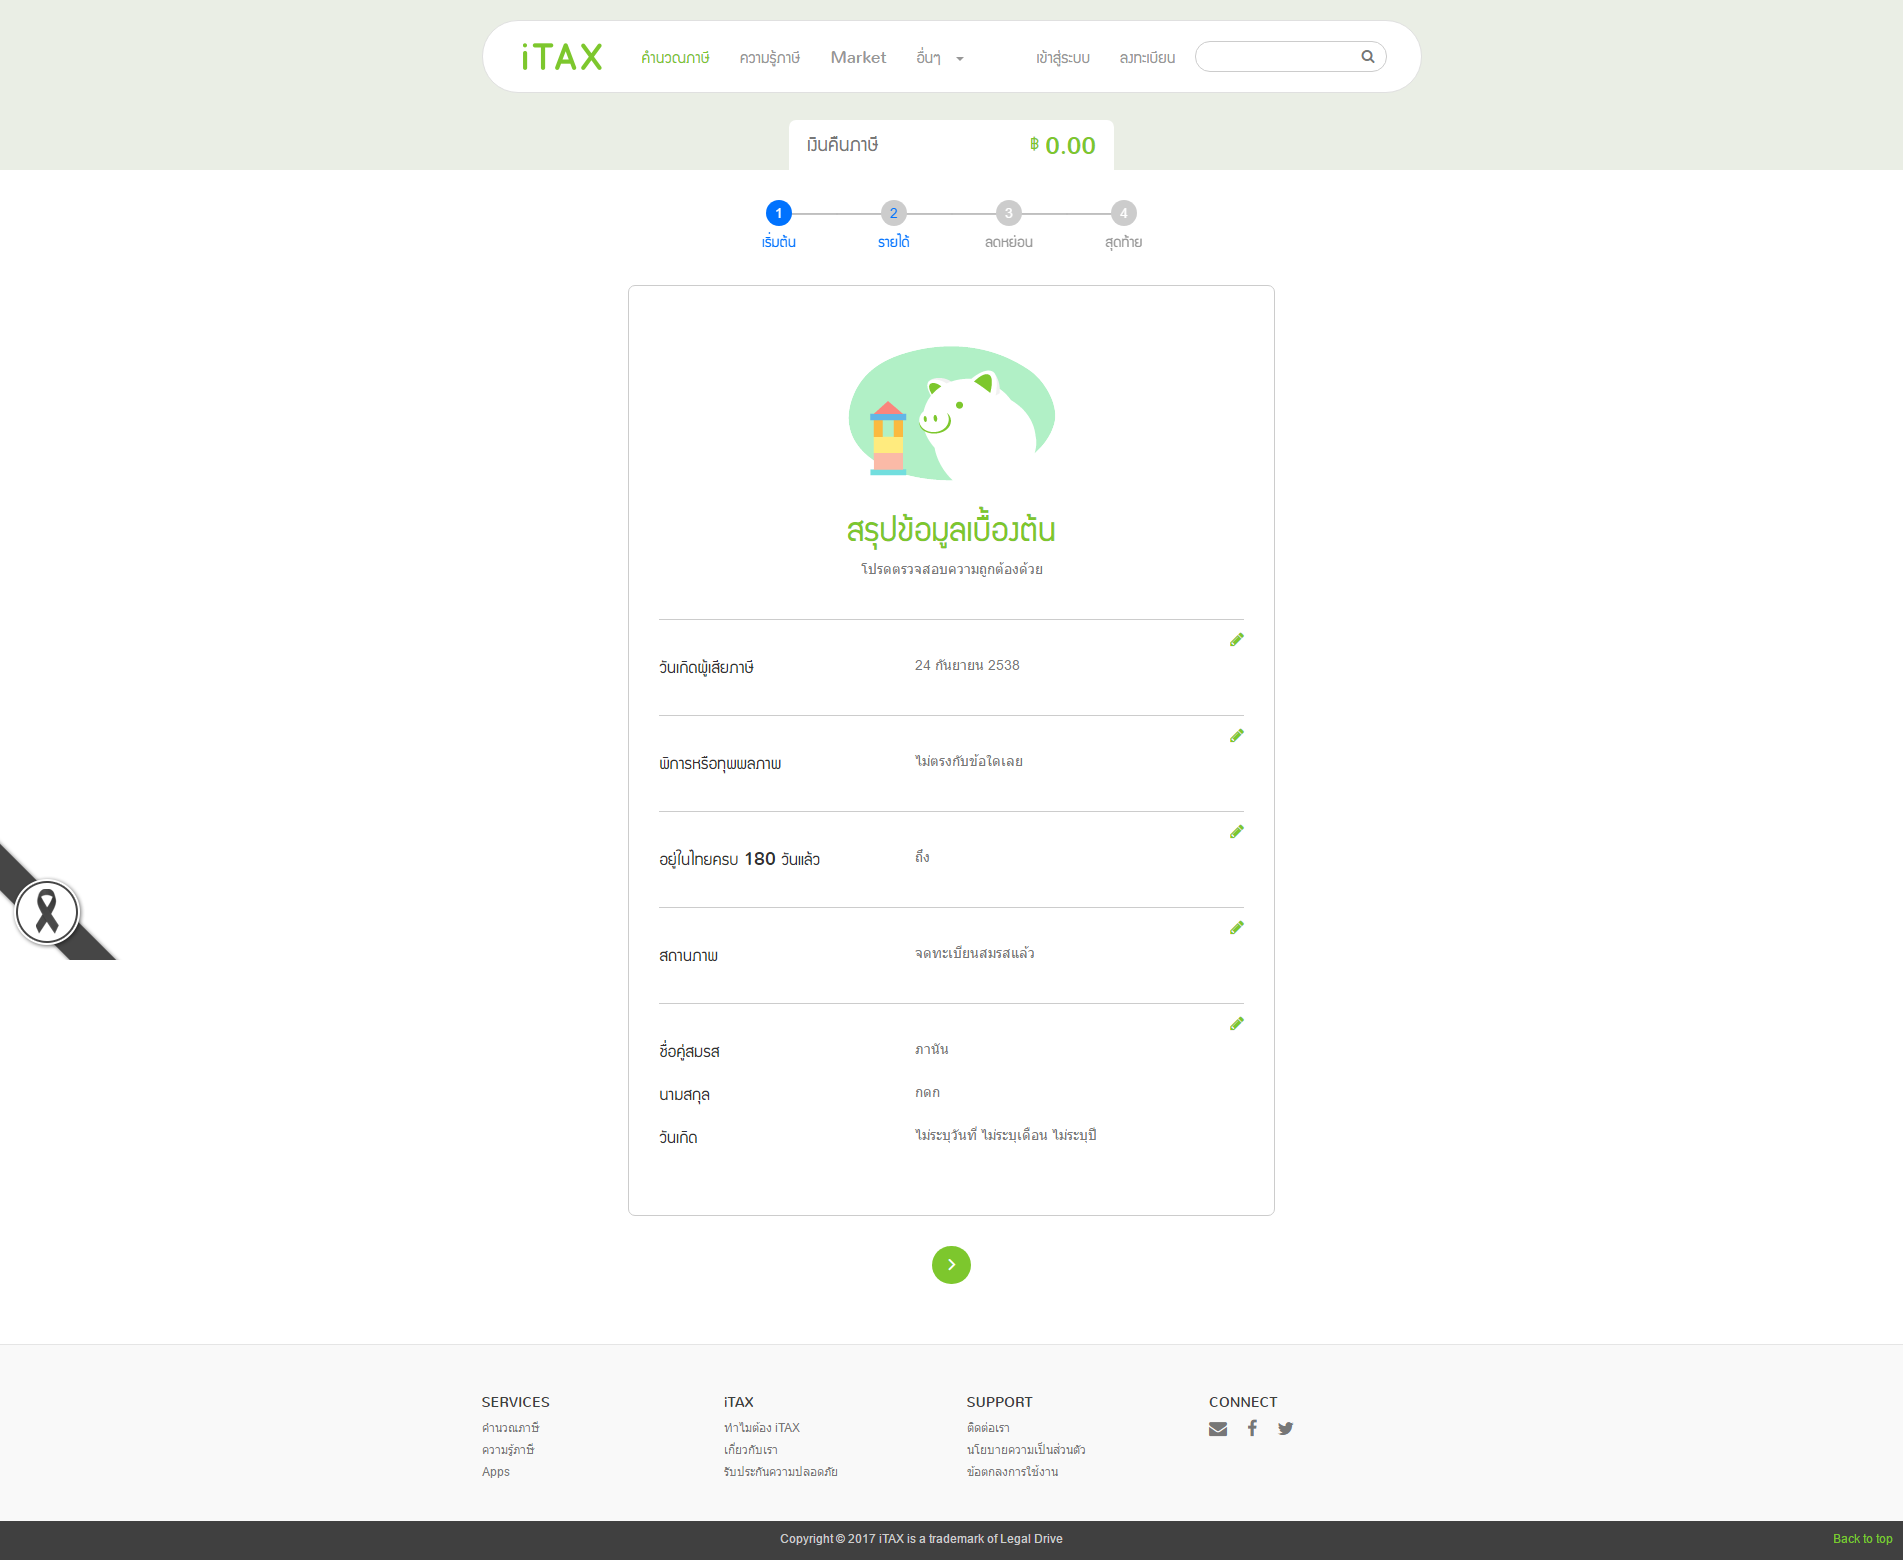 iTAX คำนวณภาษี ความรู้ภาษี Market อื่นๆ เข้าสู่ระบบ ลงทะเบียน
เงินคืนภาษี ฿ 0.00
1 2 3 4
เริ่มต้น รายได้ ลดหย่อน สุดท้าย
สรุปข้อมูลเบื้องต้น
โปรดตรวจสอบความถูกต้องด้วย
วันเกิดผู้เสียภาษี 24 กันยายน 2538
พิการหรือทุพพลภาพ ไม่ตรงกับข้อใดเลย
อยู่ในไทยครบ 180 วันแล้ว ถึง
สถานภาพ จดทะเบียนสมรสแล้ว
ชื่อคู่สมรส ภานัน
นามสกุล กดก
วันเกิด ไม่ระบุวันที่ ไม่ระบุเดือน ไม่ระบุปี
SERVICES iTAX SUPPORT CONNECT
คำนวณภาษี ทำไมต้อง iTAX ติดต่อเรา
ความรู้ภาษี เกี่ยวกับเรา นโยบายความเป็นส่วนตัว
Apps รับประกันความปลอดภัย ข้อตกลงการใช้งาน
Copyright © 2017 iTAX is a trademark of Legal Drive Back to top